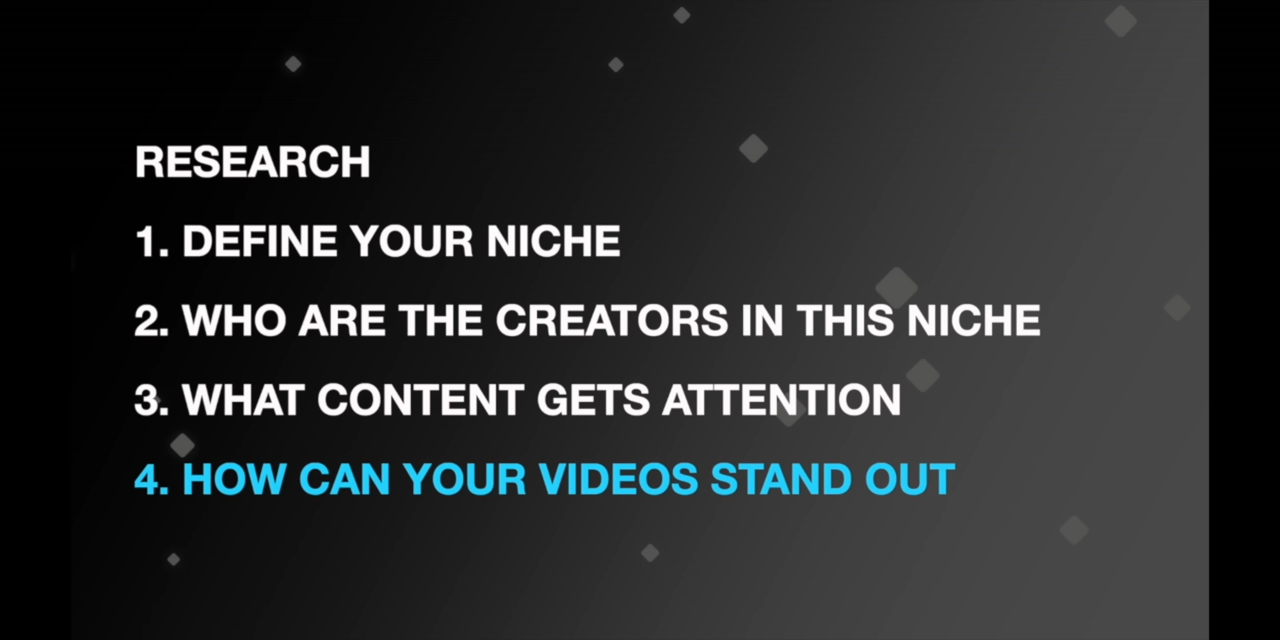 RESEARCH
1. DEFINE YOUR NICHE
2. WHO ARE THE CREATORS IN THIS NICHE
3. WHAT CONTENT GETS ATTENTION
4. HOW CAN YOUR VIDEOS STAND OUT